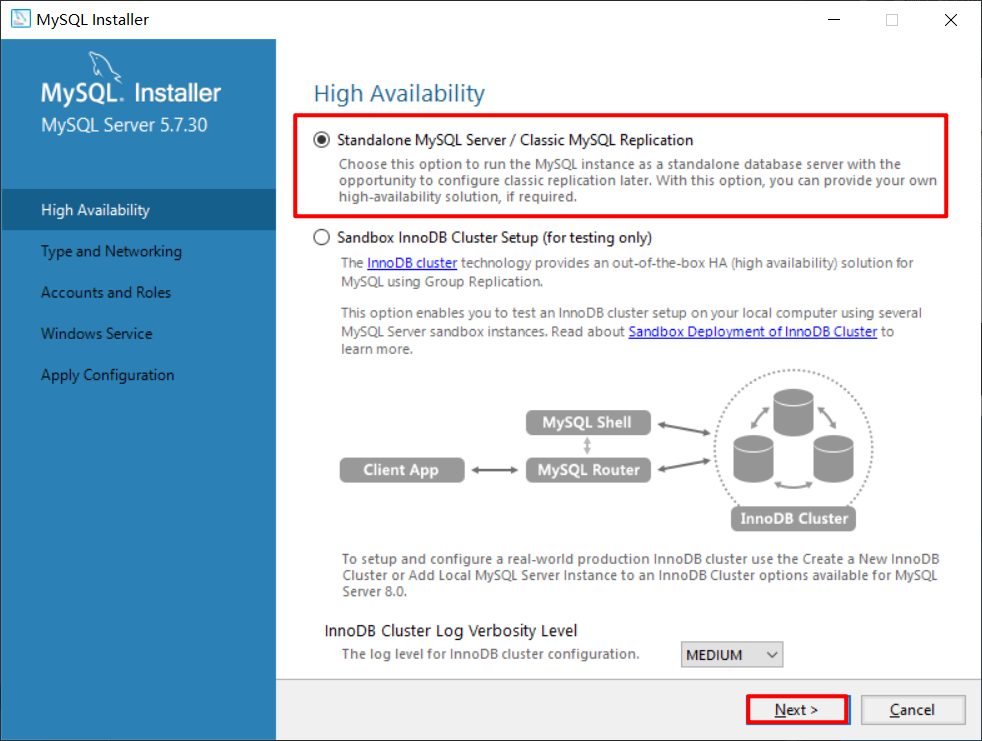 MySQL Installer
MySQL. Installer
MySQL Server 5.7.30
High Availability
Type and Networking
Accounts and Roles
Windows Service
Apply Configuration
High Availability
Standalone MySQL Server / Classic MySQL Replication
Choose this option to run the MySQL instance as a standalone database server with the
opportunity to configure classic replication later. With this option, you can provide your own
high-availability solution, if required.
Sandbox InnoDB Cluster Setup (for testing only)
The InnoDB cluster technology provides an out-of-the-box HA (high availability) solution for
MySQL using Group Replication.
This option enables you to test an InnoDB cluster setup on your local computer using several
MySQL Server sandbox instances. Read about Sandbox Deployment of InnoDB Cluster to
learn more.
MySQL Shell
Client App
MySQL Router
InnoDB Cluster
To setup and configure a real-world production InnoDB cluster use the Create a New InnoDB
Cluster or Add Local MySQL Server Instance to an InnoDB Cluster options available for MySQL
Server 8.0.
InnoDB Cluster Log Verbosity Level
The log level for InnoDB cluster configuration.
MEDIUM
Next >
Cancel